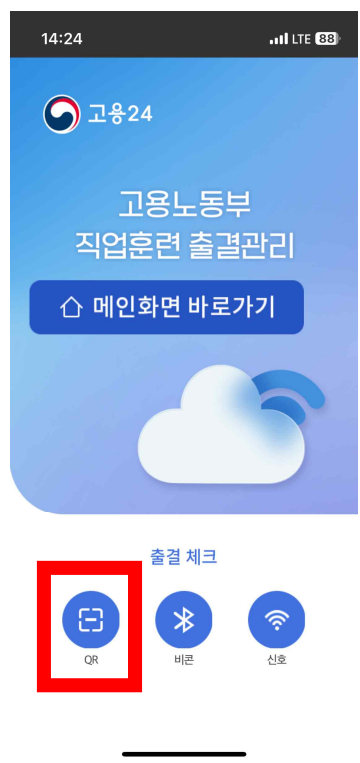 14:24
LTE 88
고용24
고용노동부
직업훈련 출결관리
메인화면 바로가기
출결 체크
QR
비콘
신호